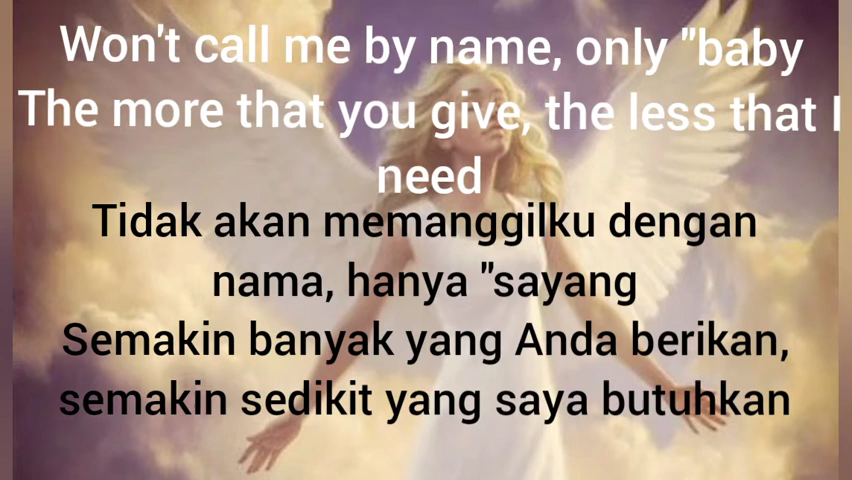 Won't call me by name, only "baby
The more that you give, the less that I
need
Tidak akan memanggilku dengan
nama, hanya "sayang
Semakin banyak yang Anda berikan,
semakin sedikit yang saya butuhkan